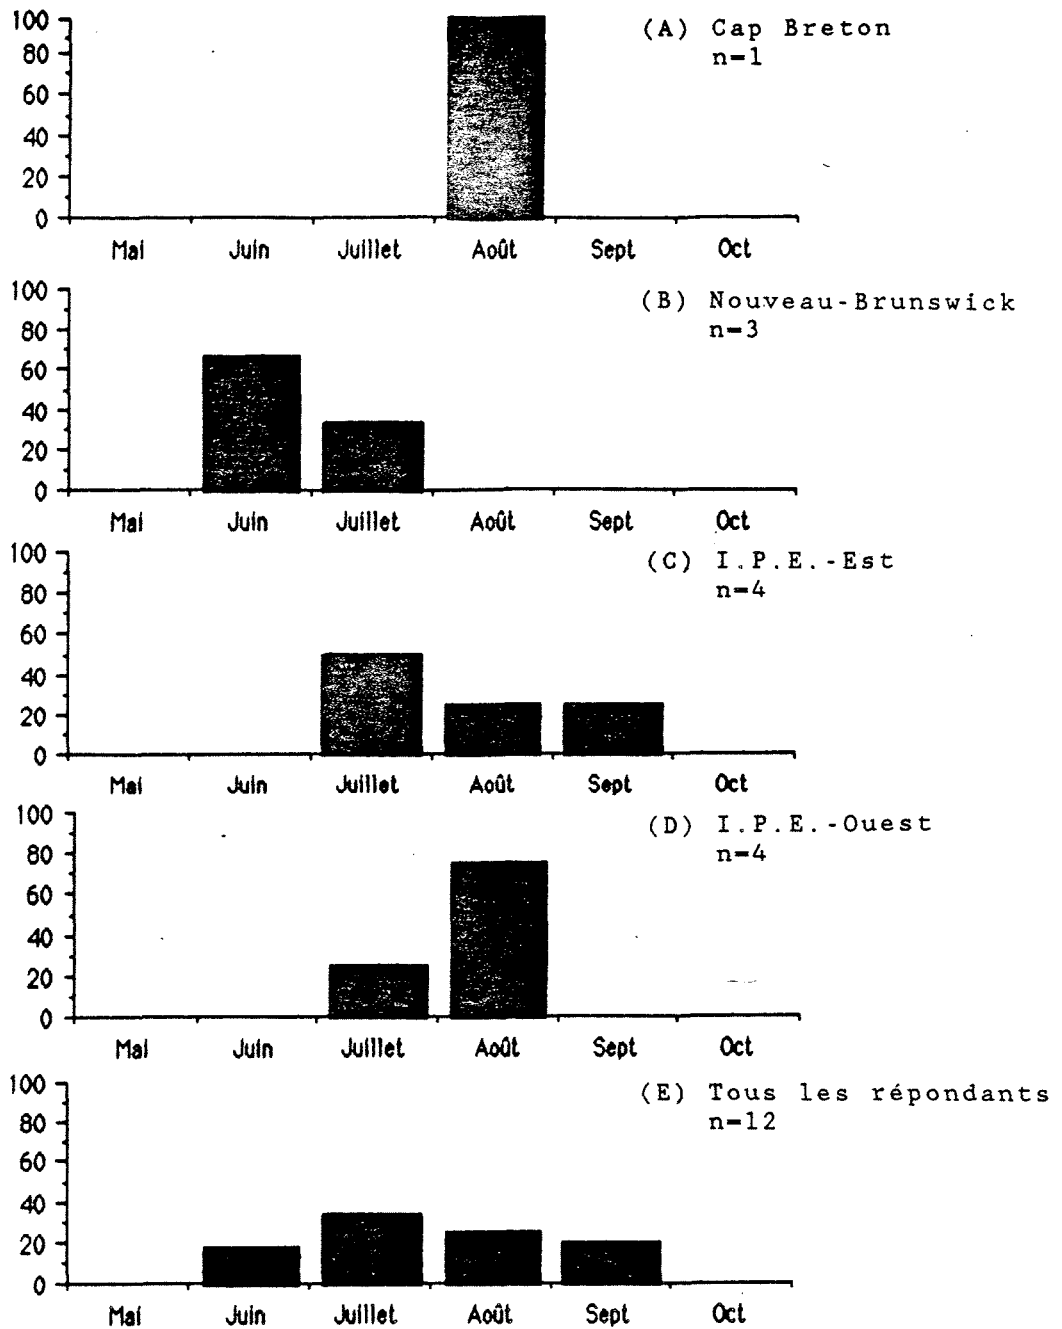 100
80
60
40
20
0
(A) Cap Breton
n=1
Mai Juin Juillet Août Sept Oct
100
80
60
40
20
0
(B) Nouveau-Brunswick
n=3
Mai Juin Juillet Août Sept Oct
100
80
60
40
20
0
(C) I.P.E.-Est
n=4
Mai Juin Juillet Août Sept Oct
100
80
60
40
20
0
(D) I.P.E.-Ouest
n=4
Mai Juin Juillet Août Sept Oct
100
80
60
40
20
0
(E) Tous les répondants
n=12
Mai Juin Juillet Août Sept Oct